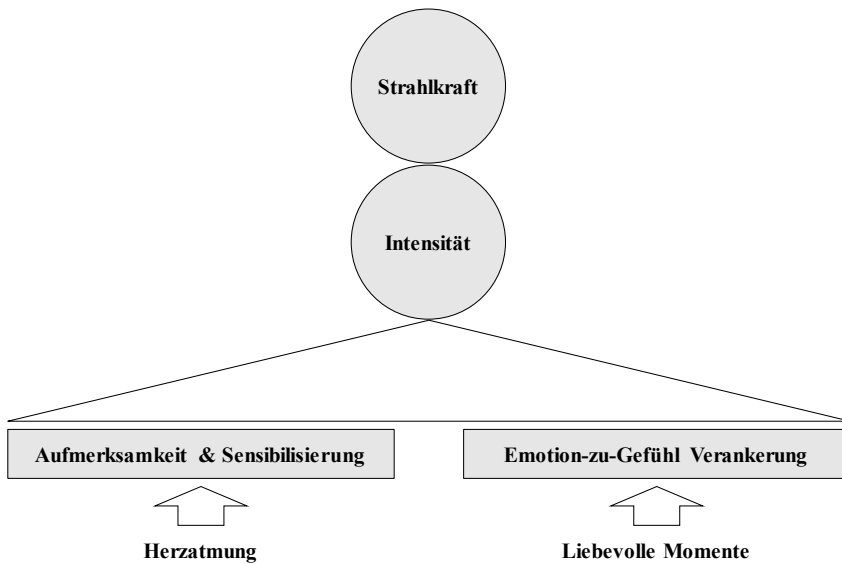 Strahlkraft
Intensität
Aufmerksamkeit & Sensibilisierung
Emotion-zu-Gefühl Verankerung
Herzatmung
Liebevolle Momente